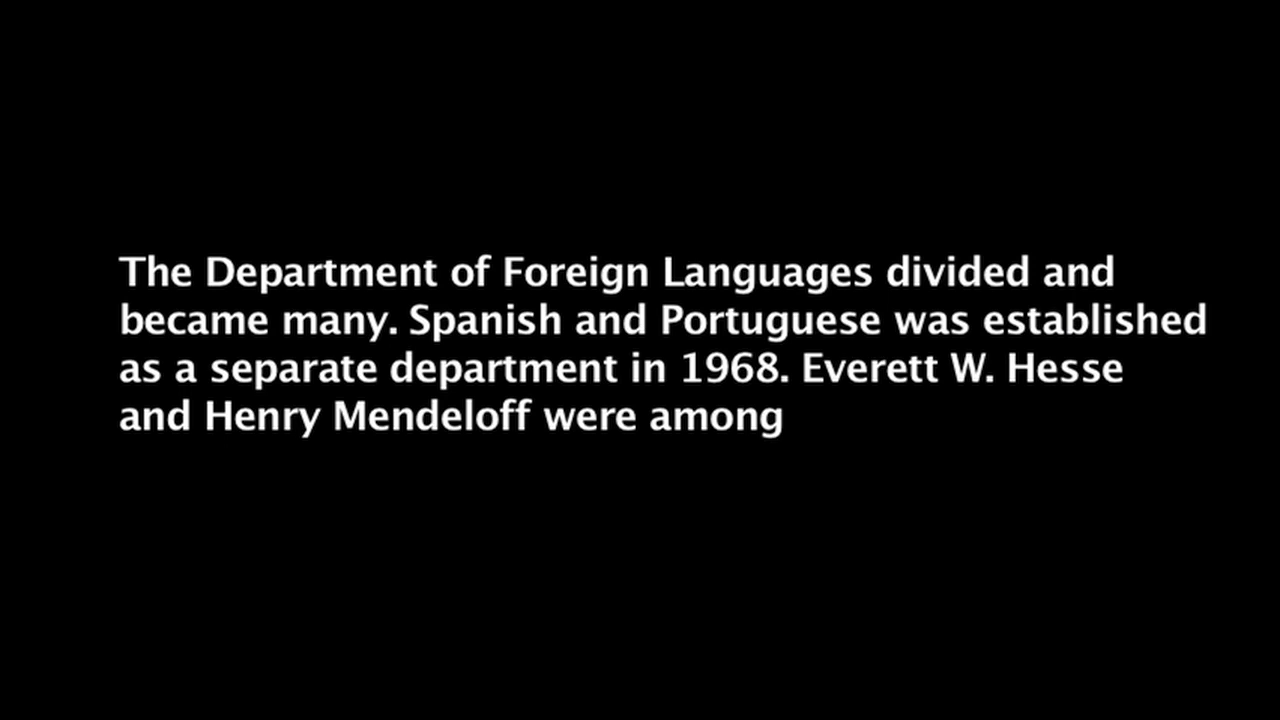 The Department of Foreign Languages divided and
became many. Spanish and Portuguese was established
as a separate department in 1968. Everett W. Hesse
and Henry Mendeloff were among